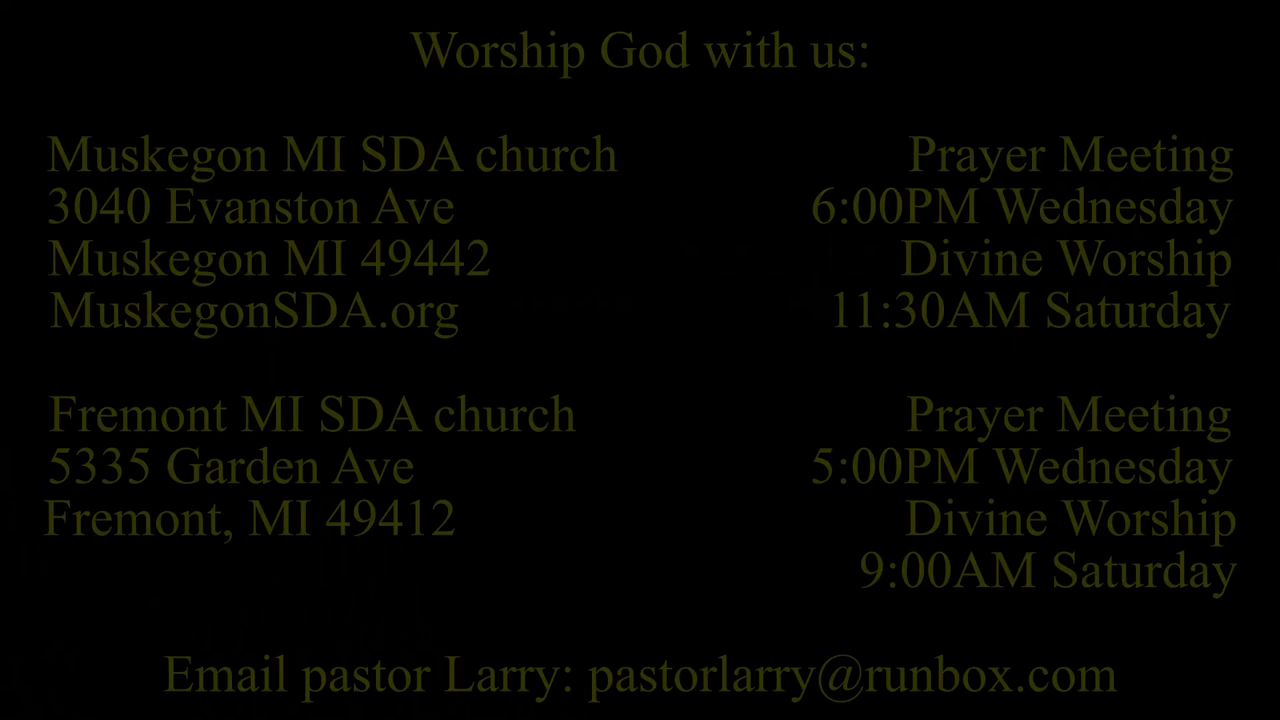 Worship God with us:
Muskegon MI SDA church
3040 Evanston Ave
Muskegon MI 49442
MuskegonSDA.org
Prayer Meeting
6:00PM Wednesday
Divine Worship
11:30AM Saturday
Fremont MI SDA church
5335 Garden Ave
Fremont, MI 49412
Prayer Meeting
5:00PM Wednesday
Divine Worship
9:00AM Saturday
Email pastor Larry: pastorlarry@runbox.com